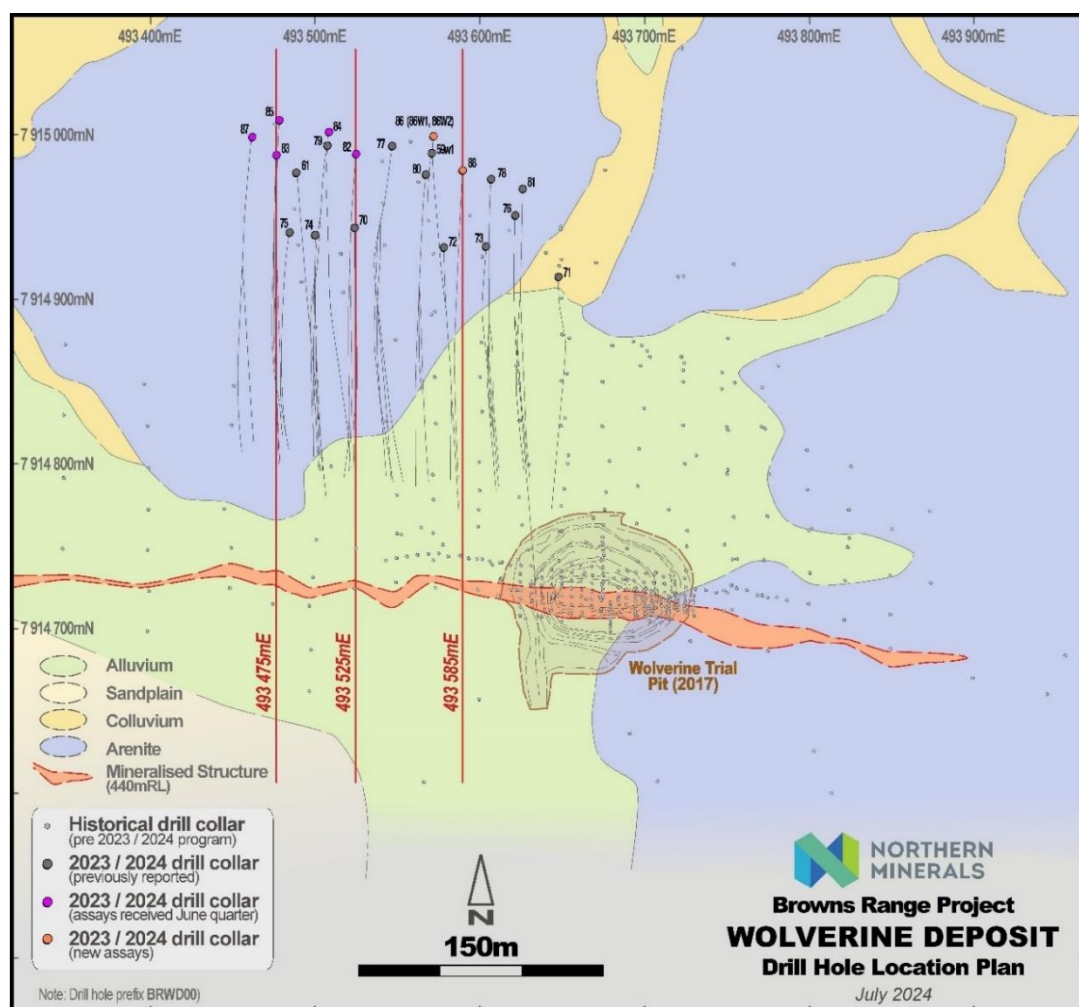 493 400mE
493 500mE
493 600mE
493 700mE
493 800mE
493 900mE
7 915 000mN
7 914 900mN
7 914 800mN
7 914 700mN
85
87
83
61
79
84
82
77
86 (86W1, 86W2)
59w1
80
88
78
81
76
75
74
70
72
73
71
493 475mE
493 525mE
493 585mE
Wolverine Trial
Pit (2017)
Alluvium
Sandplain
Colluvium
Arenite
Mineralised Structure
(440mRL)
Historical drill collar
(pre 2023 / 2024 program)
2023 / 2024 drill collar
(previously reported)
2023 / 2024 drill collar
(assays received June quarter)
2023 / 2024 drill collar
(new assays)
Note: Drill hole prefix BRWD00)
N
150m
NORTHERN
MINERALS
Browns Range Project
WOLVERINE DEPOSIT
Drill Hole Location Plan
July 2024